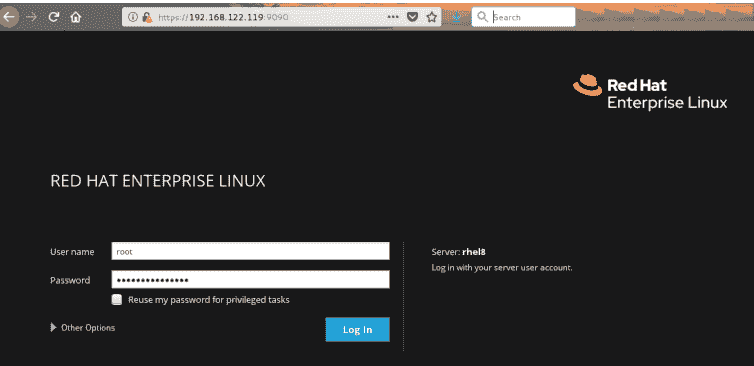 https://192.168.122.119:9090
Search
Red Hat
Enterprise Linux
RED HAT ENTERPRISE LINUX
User name root
Password •••••••••••••••
Reuse my password for privileged tasks
Other Options
Log In
Server: rhel8
Log in with your server user account.